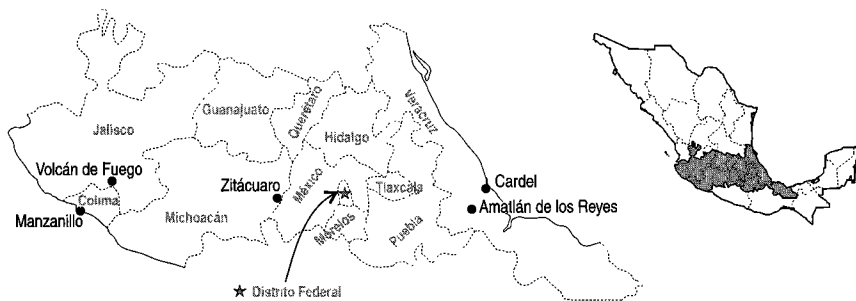 Guanajuato
Querétaro
Veracruz
Jalisco
Hidalgo
Volcán de Fuego
Zitácuaro
México
Tlaxcala
Cardel
Colima
Manzanillo
Michoacán
Morelos
Puebla
Amatlán de los Reyes
Distrito Federal